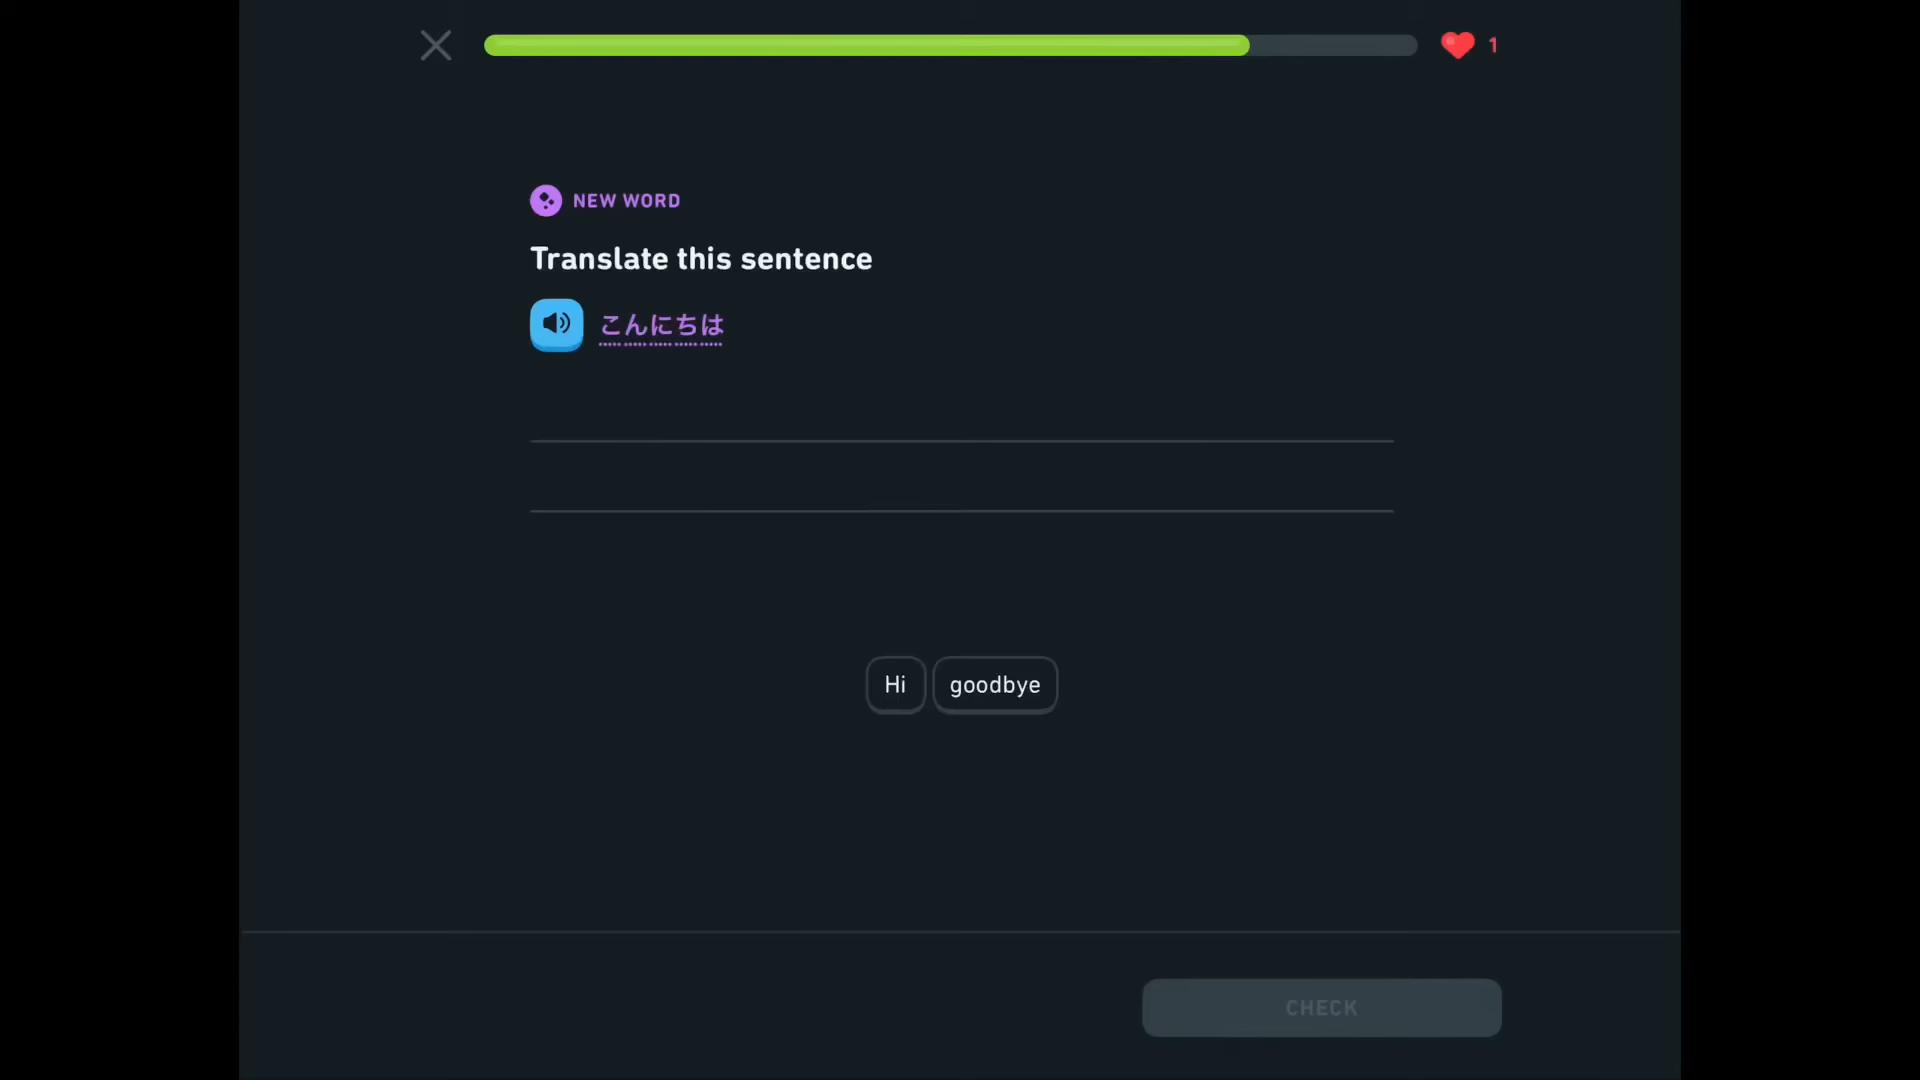 1
NEW WORD
Translate this sentence
こんにちは
Hi goodbye
CHECK